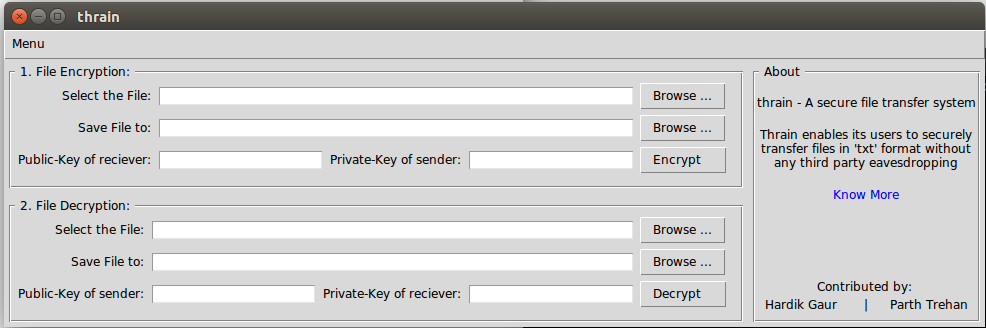 thrain
Menu
1. File Encryption:
Select the File:
Browse ...
Save File to:
Browse ...
Public-Key of reciever:
Private-Key of sender:
Encrypt
2. File Decryption:
Select the File:
Browse ...
Save File to:
Browse ...
Public-Key of sender:
Private-Key of reciever:
Decrypt
About
thrain - A secure file transfer system
Thrain enables its users to securely
transfer files in 'txt' format without
any third party eavesdropping
Know More
Contributed by:
Hardik Gaur | Parth Trehan